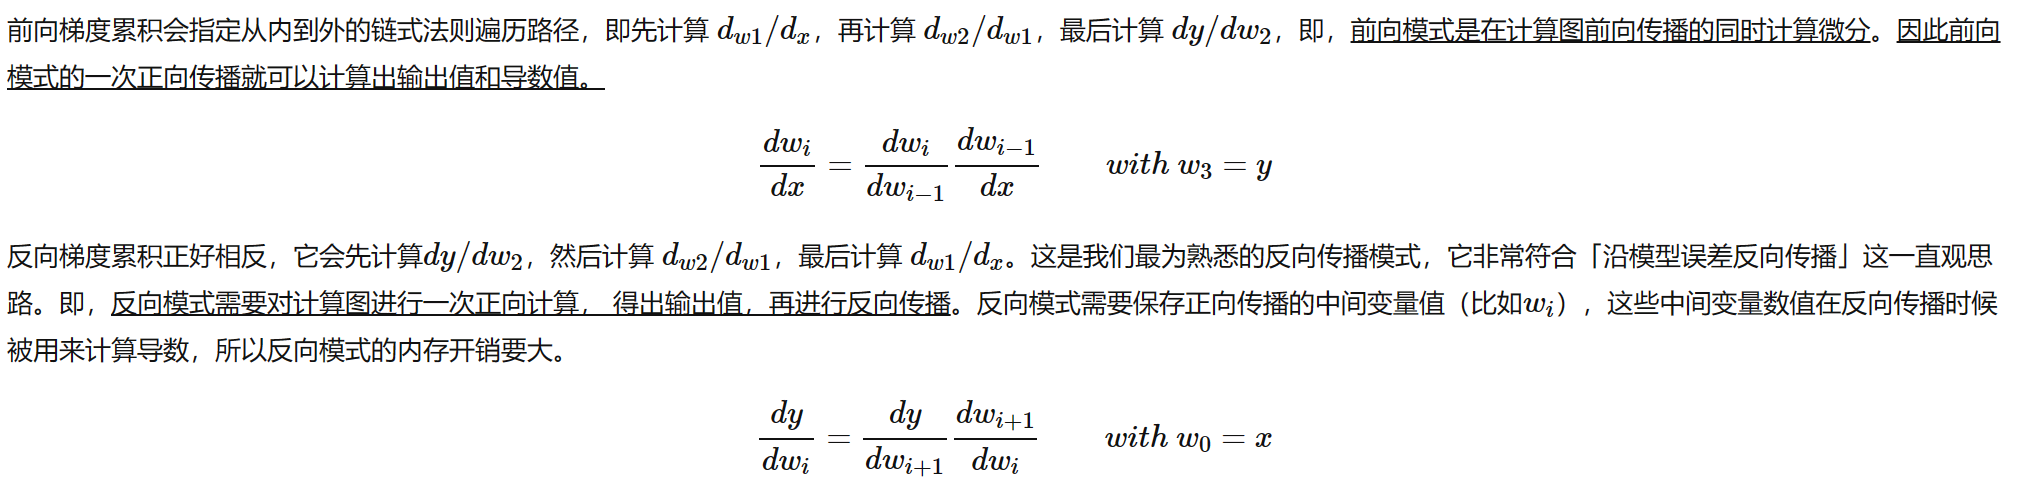 前向梯度累积会指定从内到外的链式法则遍历路径，即先计算 d_{w1}/d_x，再计算 d_{w2}/d_{w1}，最后计算 dy/dw_2，即，前向模式是在计算图前向传播的同时计算微分。因此前向
模式的一次正向传播就可以计算出输出值和导数值。
\frac{dw_i}{dx} = \frac{dw_i}{dw_{i-1}} \frac{dw_{i-1}}{dx} with w_3 = y
反向梯度累积正好相反，它会先计算dy/dw_2，然后计算 d_{w2}/d_{w1}，最后计算 d_{w1}/d_x。这是我们最为熟悉的反向传播模式，它非常符合「沿模型误差反向传播」这一直观思
路。即，反向模式需要对计算图进行一次正向计算， 得出输出值，再进行反向传播。反向模式需要保存正向传播的中间变量值（比如w_i），这些中间变量数值在反向传播时候
被用来计算导数，所以反向模式的内存开销要大。
\frac{dy}{dw_i} = \frac{dy}{dw_{i+1}} \frac{dw_{i+1}}{dw_i} with w_0 = x